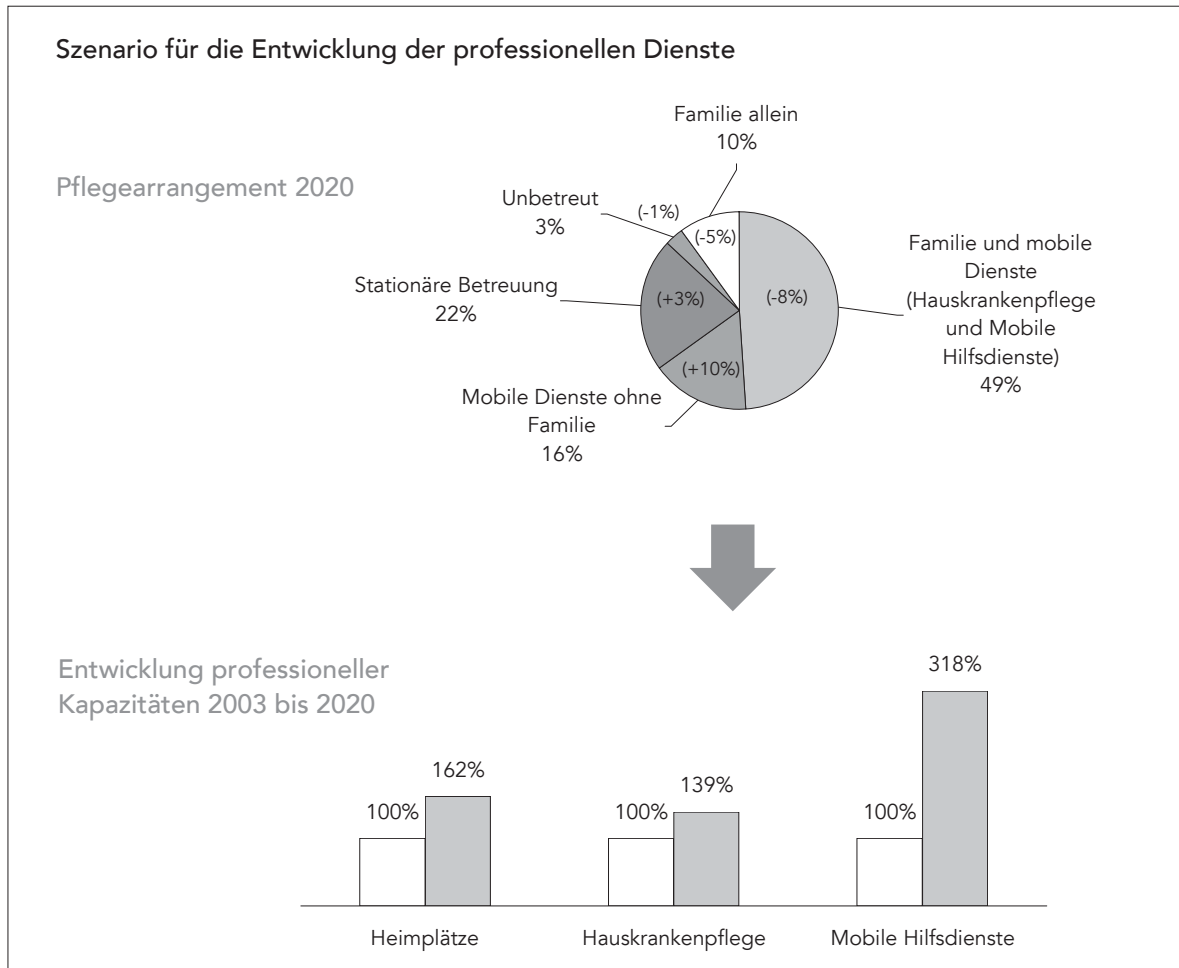 Szenario für die Entwicklung der professionellen Dienste
Pflegearrangement 2020
Familie allein
10%
Unbetreut
3%
(-1%)
(-5%)
Stationäre Betreuung
22%
(+3%)
(-8%)
Familie und mobile
Dienste
(Hauskrankenpflege
und Mobile
Hilfsdienste)
49%
(+10%)
Mobile Dienste ohne
Familie
16%
Entwicklung professioneller
Kapazitäten 2003 bis 2020
100%
162%
100%
139%
100%
318%
Heimplätze
Hauskrankenpflege
Mobile Hilfsdienste